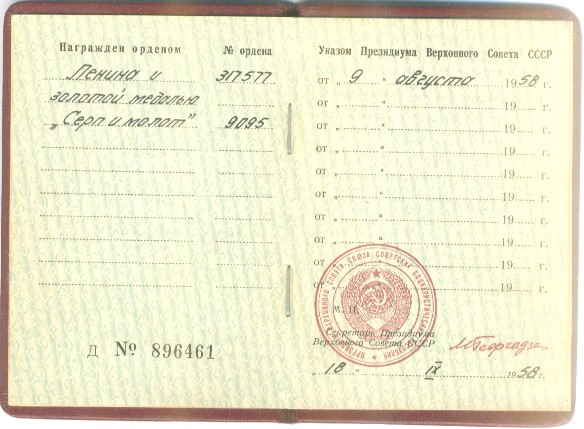 Награжден орденом № ордена
Ленина и 317577
золотой медалью
„Серп и молот" 9095
Д № 896461
Указом Президиума Верховного Совета СССР
от „ 9 " августа 1958 г.
от „ " 19 г.
от „ " 19 г.
от „ " 19 г.
от „ " 19 г.
от „ " 19 г.
от „ " 19 г.
от „ " 19 г.
от „ " 19 г.
от „ " 19 г.
М. П.
Секретарь Президиума
Верховного Совета СССР
М Георгадзе
„ 18 " IX 1958 г.